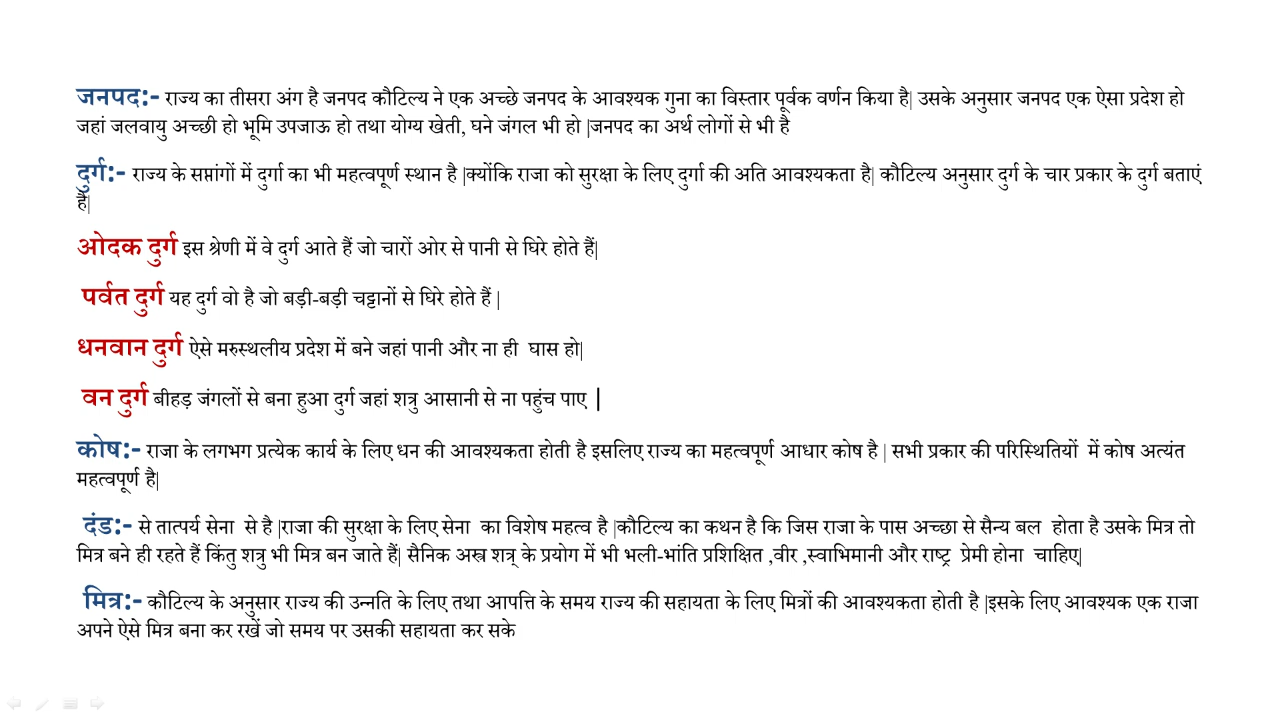 जनपद:- राज्य का तीसरा अंग है जनपद कौटिल्य ने एक अच्छे जनपद के आवश्यक गुना का विस्तार पूर्वक वर्णन किया है| उसके अनुसार जनपद एक ऐसा प्रदेश हो
जहां जलवायु अच्छी हो भूमि उपजाऊ हो तथा योग्य खेती, घने जंगल भी हो |जनपद का अर्थ लोगों से भी है
दुर्ग:- राज्य के सप्तांगों में दुर्गा का भी महत्वपूर्ण स्थान है |क्योंकि राजा को सुरक्षा के लिए दुर्गा की अति आवश्यकता है| कौटिल्य अनुसार दुर्ग के चार प्रकार के दुर्ग बताएं
हैं|
ओदक दुर्ग इस श्रेणी में वे दुर्ग आते हैं जो चारों ओर से पानी से घिरे होते हैं|
पर्वत दुर्ग यह दुर्ग वो है जो बड़ी-बड़ी चट्टानों से घिरे होते हैं |
धनवान दुर्ग ऐसे मरुस्थलीय प्रदेश में बने जहां पानी और ना ही घास हो|
वन दुर्ग बीहड़ जंगलों से बना हुआ दुर्ग जहां शत्रु आसानी से ना पहुंच पाए |
कोष:- राजा के लगभग प्रत्येक कार्य के लिए धन की आवश्यकता होती है इसलिए राज्य का महत्वपूर्ण आधार कोष है | सभी प्रकार की परिस्थितियों में कोष अत्यंत
महत्वपूर्ण है|
दंड:- से तात्पर्य सेना से है |राजा की सुरक्षा के लिए सेना का विशेष महत्व है |कौटिल्य का कथन है कि जिस राजा के पास अच्छा से सैन्य बल होता है उसके मित्र तो
मित्र बने ही रहते हैं किंतु शत्रु भी मित्र बन जाते हैं| सैनिक अस्त्र शत्र् के प्रयोग में भी भली-भांति प्रशिक्षित ,वीर ,स्वाभिमानी और राष्ट्र प्रेमी होना चाहिए|
मित्र:- कौटिल्य के अनुसार राज्य की उन्नति के लिए तथा आपत्ति के समय राज्य की सहायता के लिए मित्रों की आवश्यकता होती है |इसके लिए आवश्यक एक राजा
अपने ऐसे मित्र बना कर रखें जो समय पर उसकी सहायता कर सके